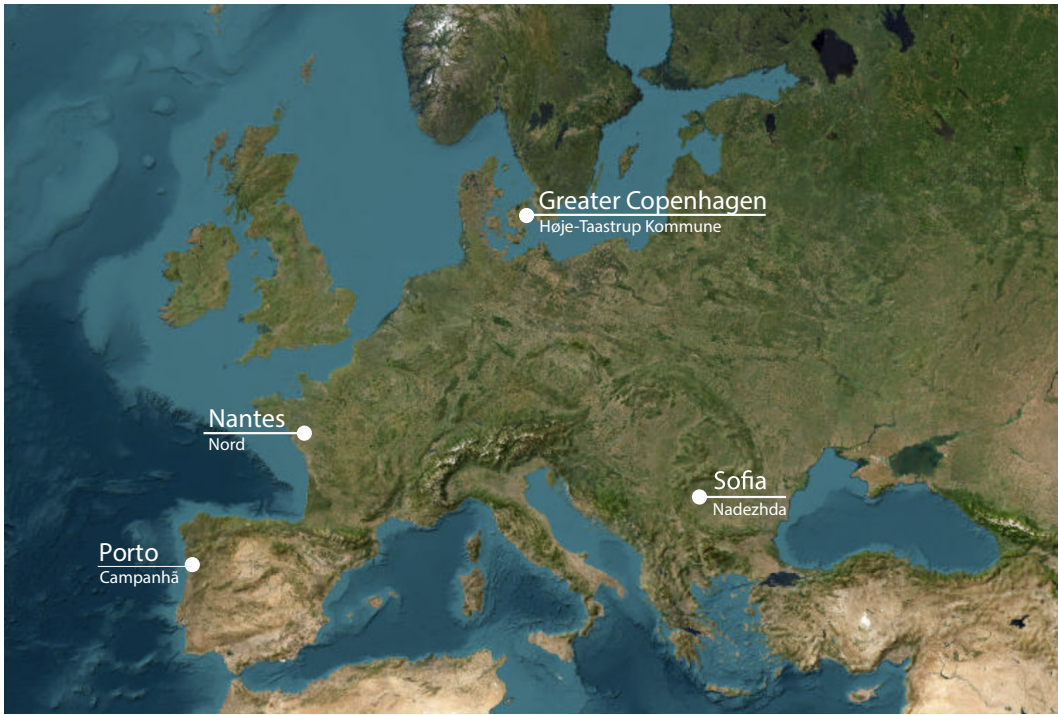 Greater Copenhagen
Høje-Taastrup Kommune
Nantes
Nord
Sofia
Nadezhda
Porto
Campanhã